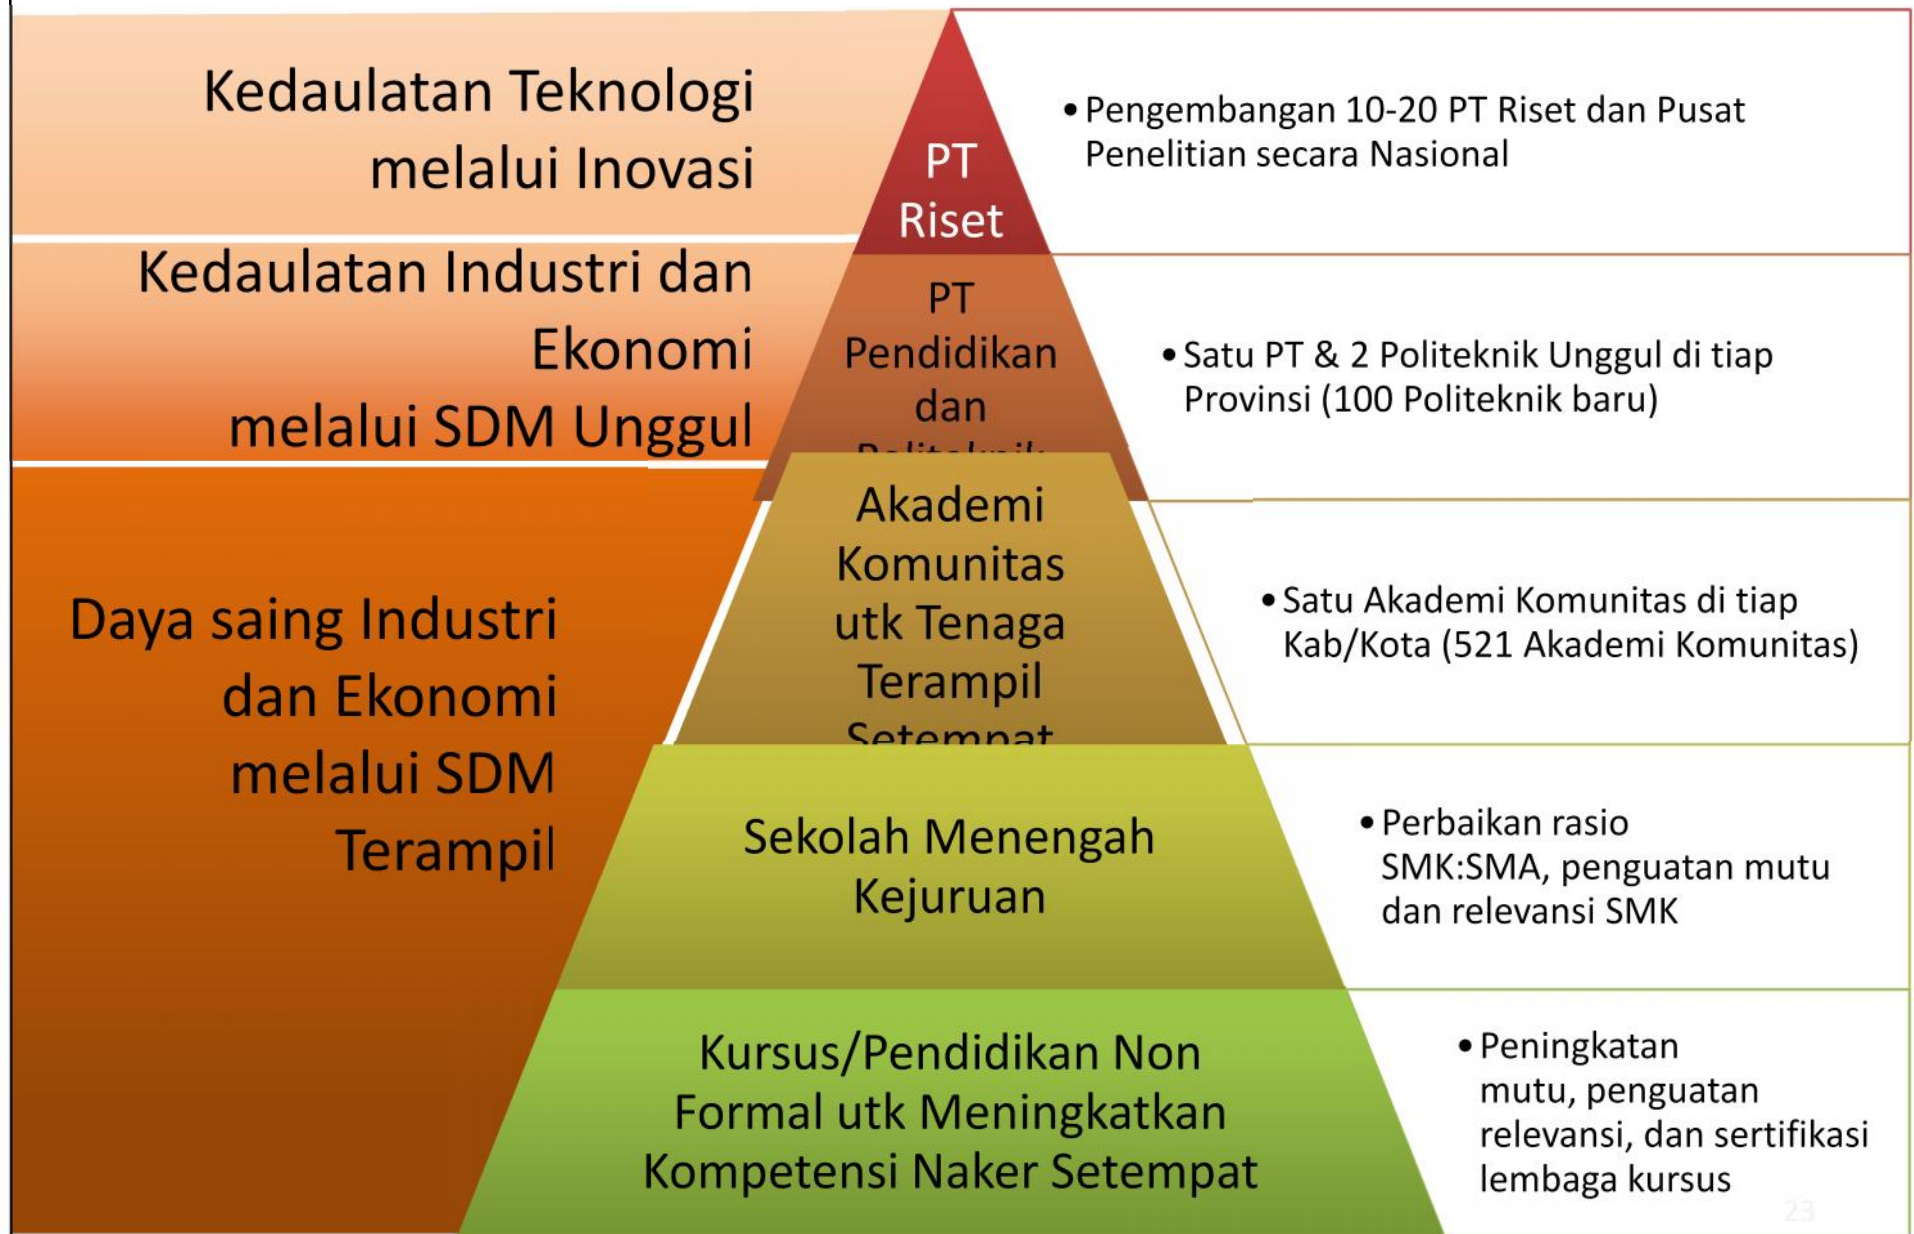 Kedaulatan Teknologi
melalui Inovasi
PT
Riset
• Pengembangan 10-20 PT Riset dan Pusat
Penelitian secara Nasional
Kedaulatan Industri dan
Ekonomi
melalui SDM Unggul
PT
Pendidikan
dan
Politeknik
• Satu PT & 2 Politeknik Unggul di tiap
Provinsi (100 Politeknik baru)
Daya saing Industri
dan Ekonomi
melalui SDM
Terampil
Akademi
Komunitas
utk Tenaga
Terampil
Setempat
• Satu Akademi Komunitas di tiap
Kab/Kota (521 Akademi Komunitas)
Sekolah Menengah
Kejuruan
• Perbaikan rasio
SMK:SMA, penguatan mutu
dan relevansi SMK
Kursus/Pendidikan Non
Formal utk Meningkatkan
Kompetensi Naker Setempat
• Peningkatan
mutu, penguatan
relevansi, dan sertifikasi
lembaga kursus
23